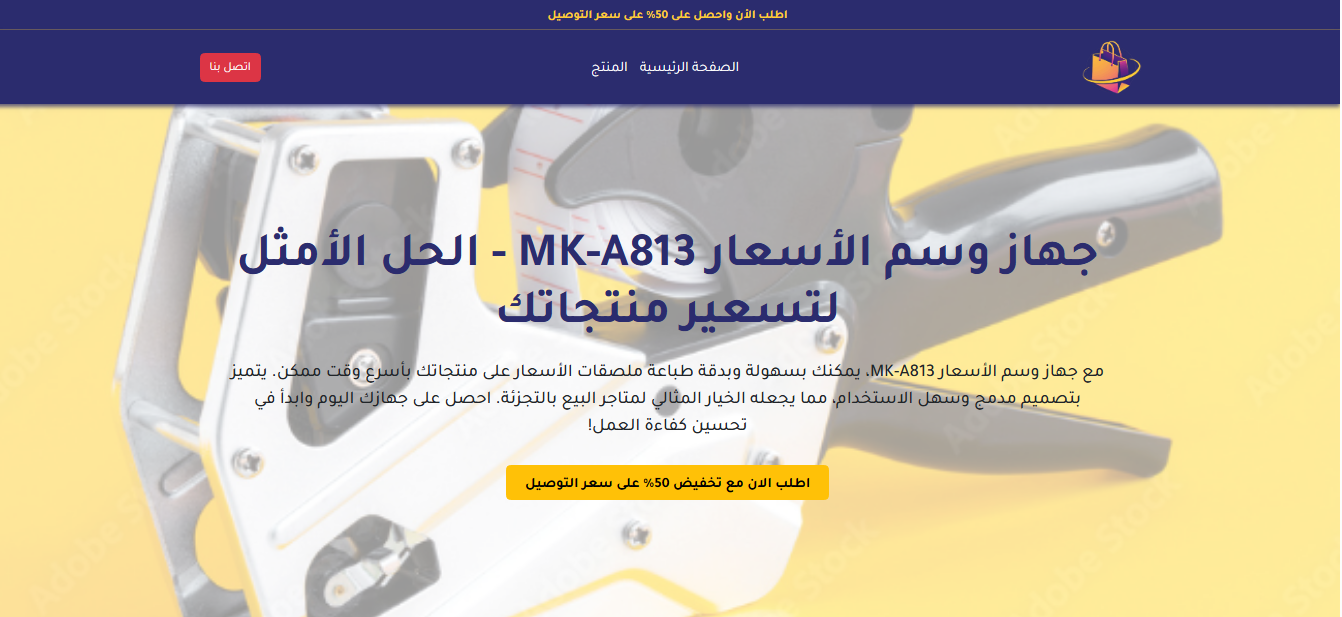 اطلب الأن واحصل على 50% على سعر التوصيل
الصفحة الرئيسية
المنتج
اتصل بنا
جهاز وسم الأسعار MK-A813 - الحل الأمثل
لتسعير منتجاتك
مع جهاز وسم الأسعار MK-A813، يمكنك بسهولة وبدقة طباعة ملصقات الأسعار على منتجاتك بأسرع وقت ممكن. يتميز
بتصميم مدمج وسهل الاستخدام، مما يجعله الخيار المثالي لمتاجر البيع بالتجزئة. احصل على جهازك اليوم وابدأ في
تحسين كفاءة العمل!
اطلب الان مع تخفيض 50% على سعر التوصيل
Adobe Stock